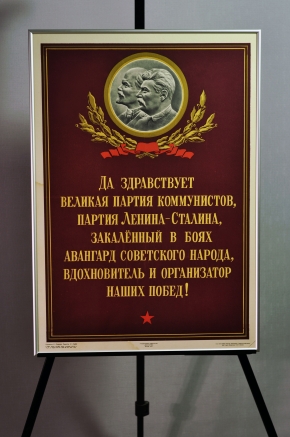 Да здравствует
великая партия коммунистов,
партия Ленина-Сталина,
закалённый в боях
авангард советского народа,
вдохновитель и организатор
наших побед!